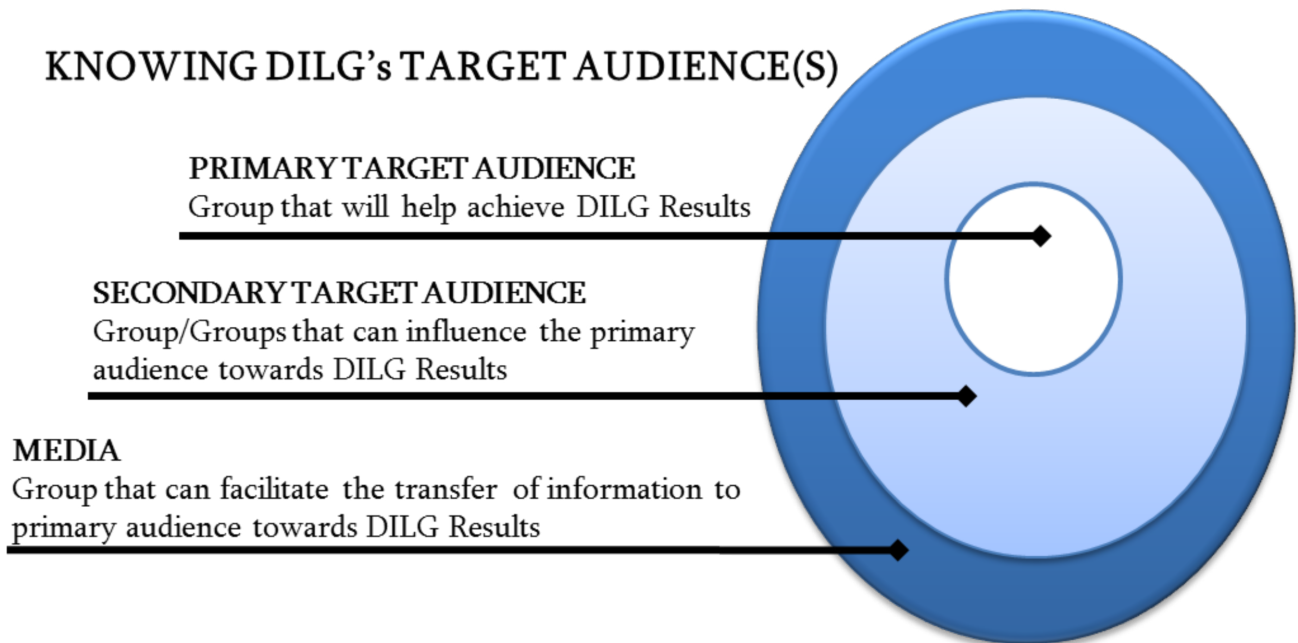 KNOWING DILG's TARGET AUDIENCE(S)
PRIMARY TARGET AUDIENCE
Group that will help achieve DILG Results
SECONDARY TARGET AUDIENCE
Group/Groups that can influence the primary
audience towards DILG Results
MEDIA
Group that can facilitate the transfer of information to
primary audience towards DILG Results